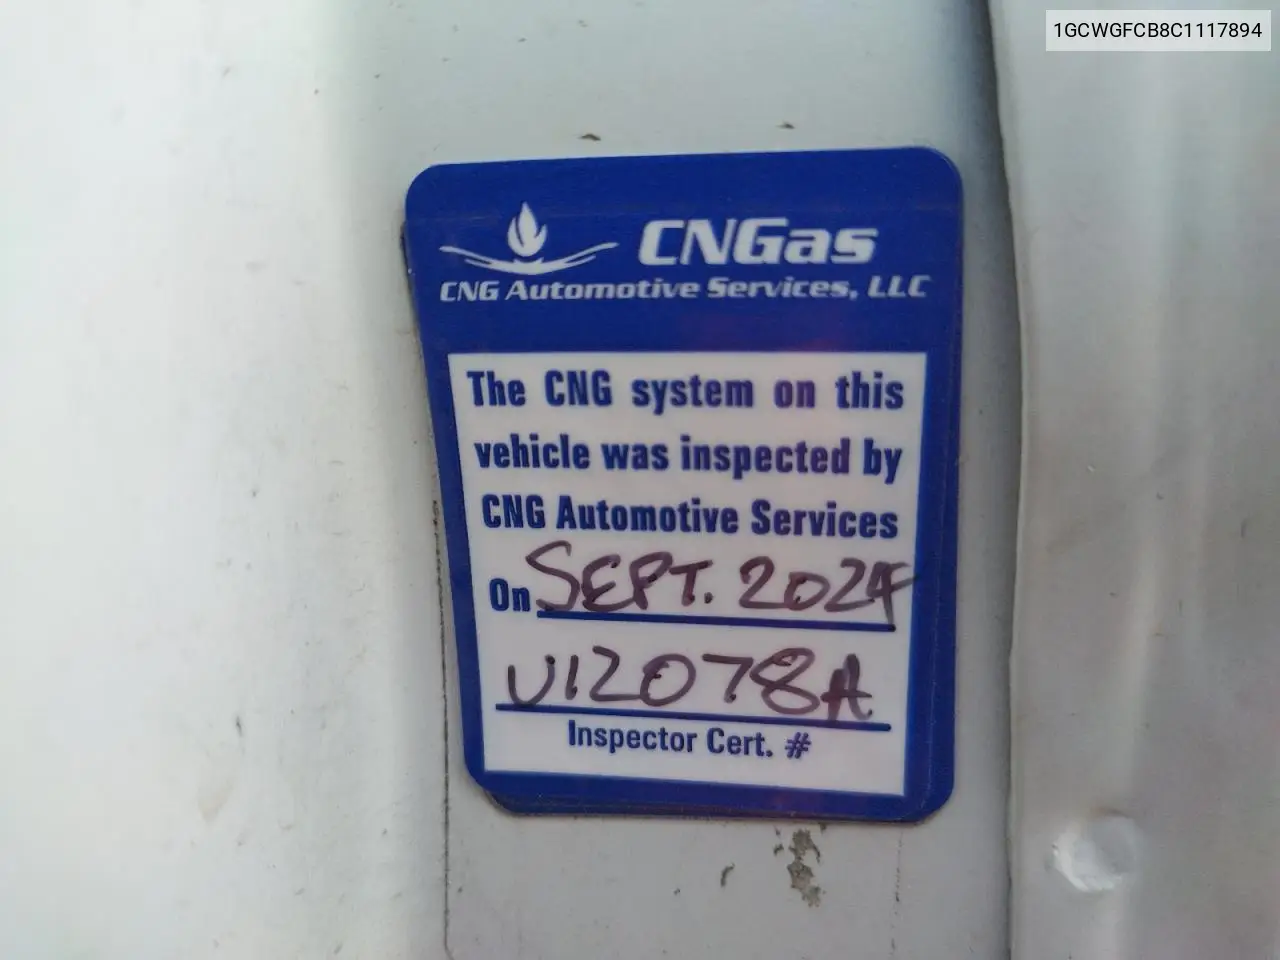 1GCWGFCB8C1117894
CNGas
CNG Automotive Services, LLC
The CNG system on this
vehicle was inspected by
CNG Automotive Services
On SEPT. 2024
U12078A
Inspector Cert. #